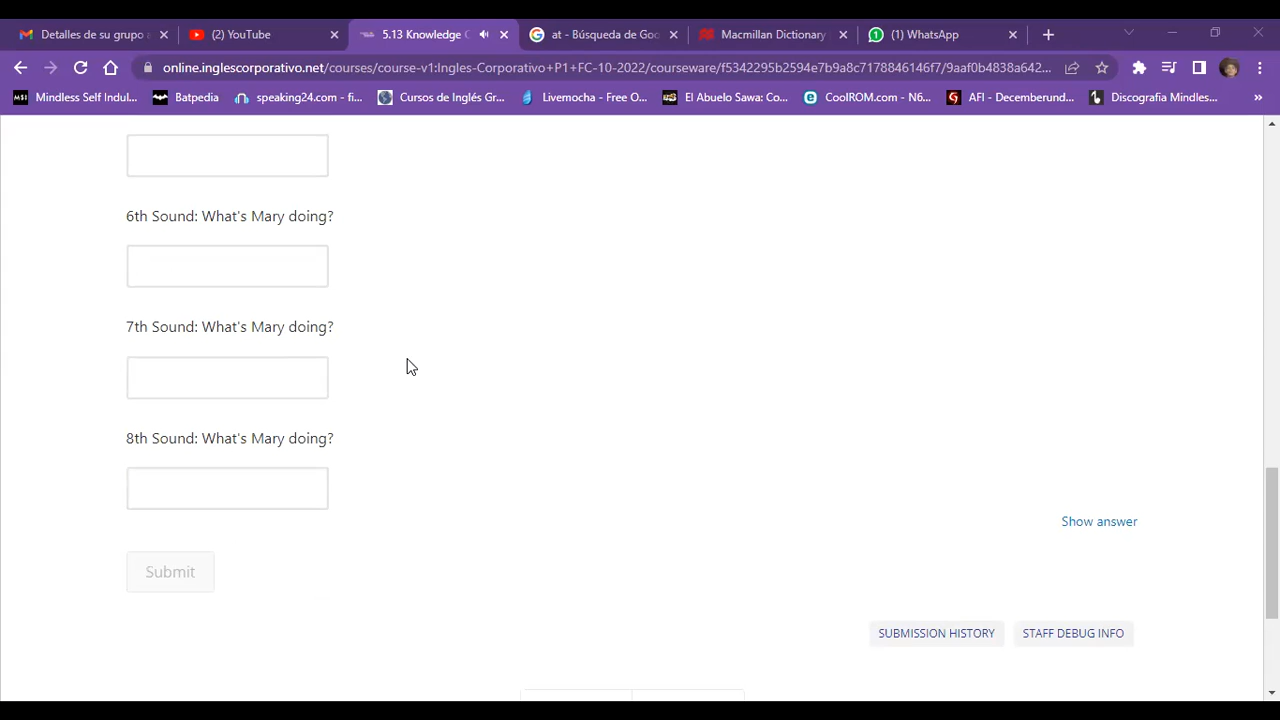 Detalles de su grupo
(2) YouTube
5.13 Knowledge C
at - Búsqueda de Goo
Macmillan Dictionary
(1) WhatsApp
online.inglescorporativo.net/courses/course-v1:Ingles-Corporativo+P1+FC-10-2022/courseware/f5342295b2594e7b9a8c7178846146f7/9aaf0b4838a642...
MSI Mindless Self Indul...
Batpedia
speaking24.com - fi...
Cursos de Inglés Gr...
Livemocha - Free O...
El Abuelo Sawa: Co...
CoolROM.com - N6...
AFI - Decemberund...
Discografia Mindles...
6th Sound: What's Mary doing?
7th Sound: What's Mary doing?
8th Sound: What's Mary doing?
Show answer
Submit
SUBMISSION HISTORY
STAFF DEBUG INFO